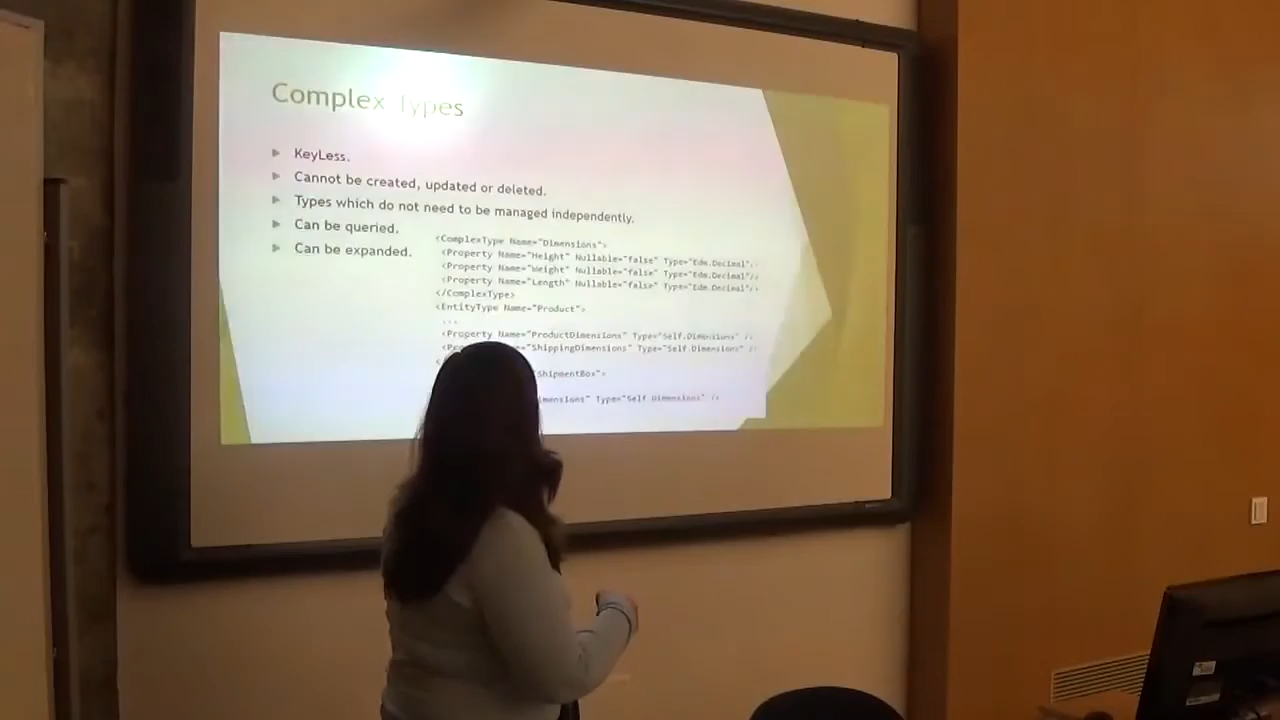 Complex Types
KeyLess.
Cannot be created, updated or deleted.
Types which do not need to be managed independently.
Can be queried.
Can be expanded.
<ComplexType Name="Dimensions">
<Property Name="Height" Nullable="false" Type="Edm.Decimal"/>
<Property Name="Weight" Nullable="false" Type="Edm.Decimal"/>
<Property Name="Length" Nullable="false" Type="Edm.Decimal"/>
</ComplexType>
<EntityType Name="Product">
...
<Property Name="ProductDimensions" Type="Self.Dimensions" />
="ShippingDimensions" Type="Self.Dimensions" />
"ShipmentBox">
imensions" Type="Self.Dimensions" />